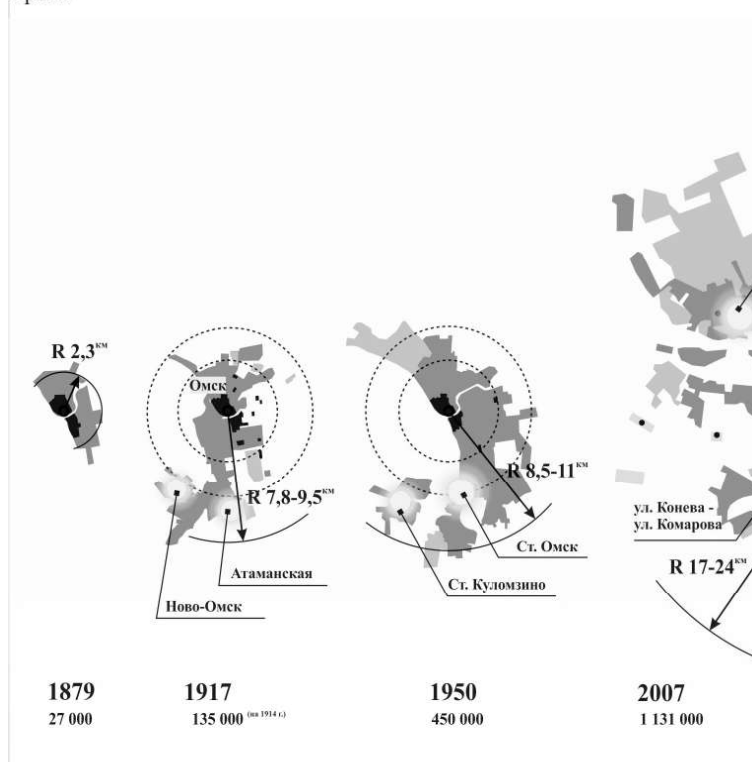 R 2,3км
Омск
R 7,8-9,5км
Атаманская
Ново-Омск
R 8,5-11км
Ст. Омск
Ст. Куломзино
ул. Конева -
ул. Комарова
R 17-24км
1879
27 000
1917
135 000 (на 1914 г.)
1950
450 000
2007
1 131 000